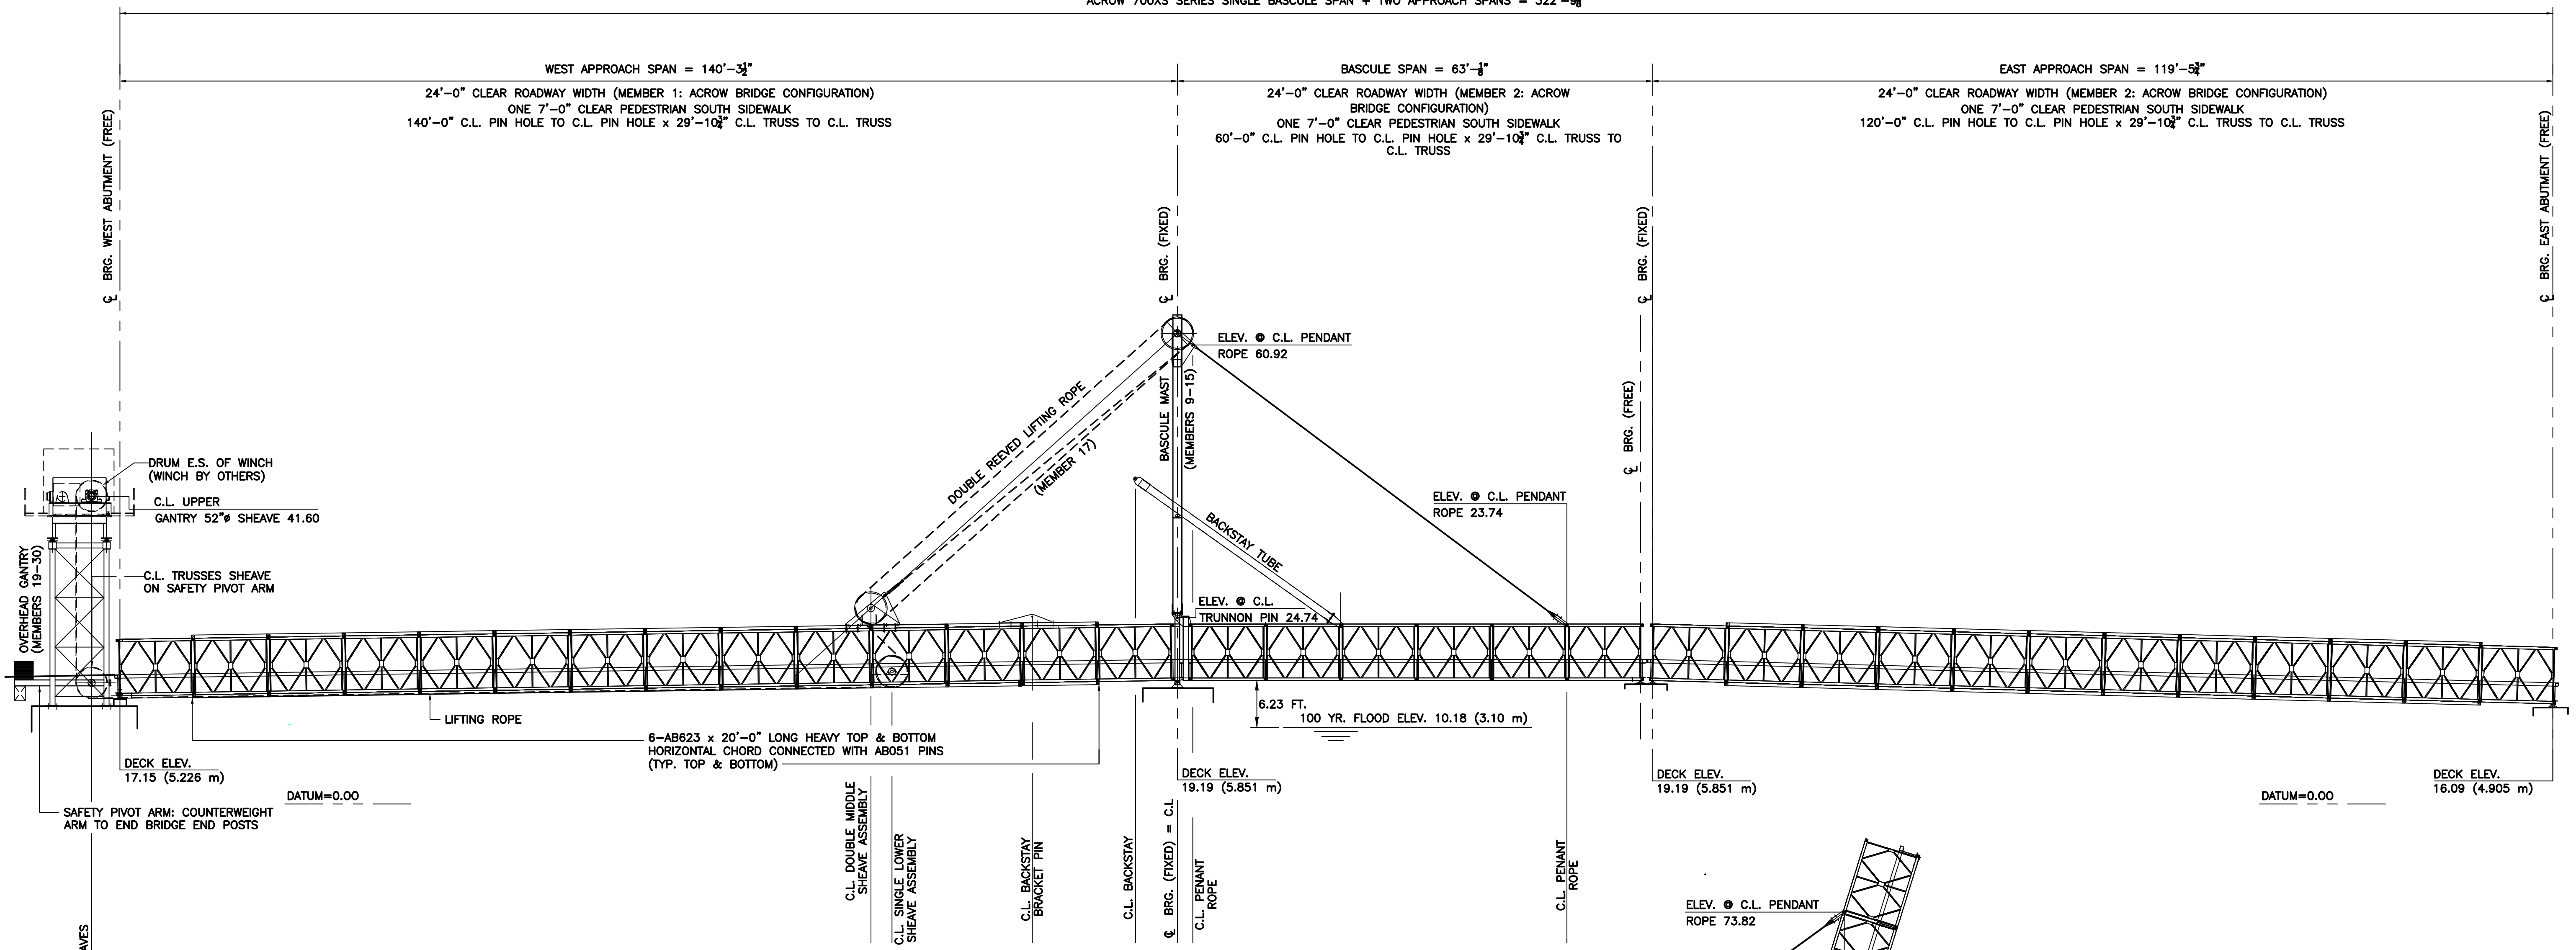 ACROW 700XS SERIES SINGLE BASCULE SPAN + TWO APPROACH SPANS = 322'-9⅜"
WEST APPROACH SPAN = 140'-3½"
24'-0" CLEAR ROADWAY WIDTH (MEMBER 1: ACROW BRIDGE CONFIGURATION)
ONE 7'-0" CLEAR PEDESTRIAN SOUTH SIDEWALK
140'-0" C.L. PIN HOLE TO C.L. PIN HOLE x 29'-10¾" C.L. TRUSS TO C.L. TRUSS
BASCULE SPAN = 63'-⅛"
24'-0" CLEAR ROADWAY WIDTH (MEMBER 2: ACROW
BRIDGE CONFIGURATION)
ONE 7'-0" CLEAR PEDESTRIAN SOUTH SIDEWALK
60'-0" C.L. PIN HOLE TO C.L. PIN HOLE x 29'-10¾" C.L. TRUSS TO
C.L. TRUSS
EAST APPROACH SPAN = 119'-5¾"
24'-0" CLEAR ROADWAY WIDTH (MEMBER 2: ACROW BRIDGE CONFIGURATION)
ONE 7'-0" CLEAR PEDESTRIAN SOUTH SIDEWALK
120'-0" C.L. PIN HOLE TO C.L. PIN HOLE x 29'-10¾" C.L. TRUSS TO C.L. TRUSS
℄ BRG. WEST ABUTMENT (FREE)
℄ BRG. (FIXED)
℄ BRG. (FIXED)
℄ BRG. (FREE)
℄ BRG. EAST ABUTMENT (FREE)
ELEV. @ C.L. PENDANT
ROPE 60.92
DOUBLE REEVED LIFTING ROPE
(MEMBER 17)
BASCULE MAST
(MEMBERS 9-15)
BACKSTAY TUBE
ELEV. @ C.L. PENDANT
ROPE 23.74
DRUM E.S. OF WINCH
(WINCH BY OTHERS)
C.L. UPPER
GANTRY 52"ø SHEAVE 41.60
OVERHEAD GANTRY
(MEMBERS 19-30)
C.L. TRUSSES SHEAVE
ON SAFETY PIVOT ARM
ELEV. @ C.L.
TRUNNON PIN 24.74
6.23 FT.
100 YR. FLOOD ELEV. 10.18 (3.10 m)
LIFTING ROPE
6-AB623 x 20'-0" LONG HEAVY TOP & BOTTOM
HORIZONTAL CHORD CONNECTED WITH AB051 PINS
(TYP. TOP & BOTTOM)
DECK ELEV.
17.15 (5.226 m)
DATUM=0.00
SAFETY PIVOT ARM: COUNTERWEIGHT
ARM TO END BRIDGE END POSTS
DECK ELEV.
19.19 (5.851 m)
DECK ELEV.
19.19 (5.851 m)
DATUM=0.00
DECK ELEV.
16.09 (4.905 m)
C.L. DOUBLE MIDDLE
SHEAVE ASSEMBLY
C.L. SINGLE LOWER
SHEAVE ASSEMBLY
C.L. BACKSTAY
BRACKET PIN
C.L. BACKSTAY
℄ BRG. (FIXED) = C.L
C.L. PENANT
ROPE
C.L. PENANT
ROPE
ELEV. @ C.L. PENDANT
ROPE 73.82